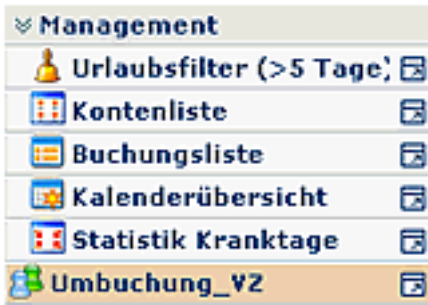 Management
Urlaubsfilter (>5 Tage)
Kontenliste
Buchungsliste
Kalenderübersicht
Statistik Kranktage
Umbuchung_V2